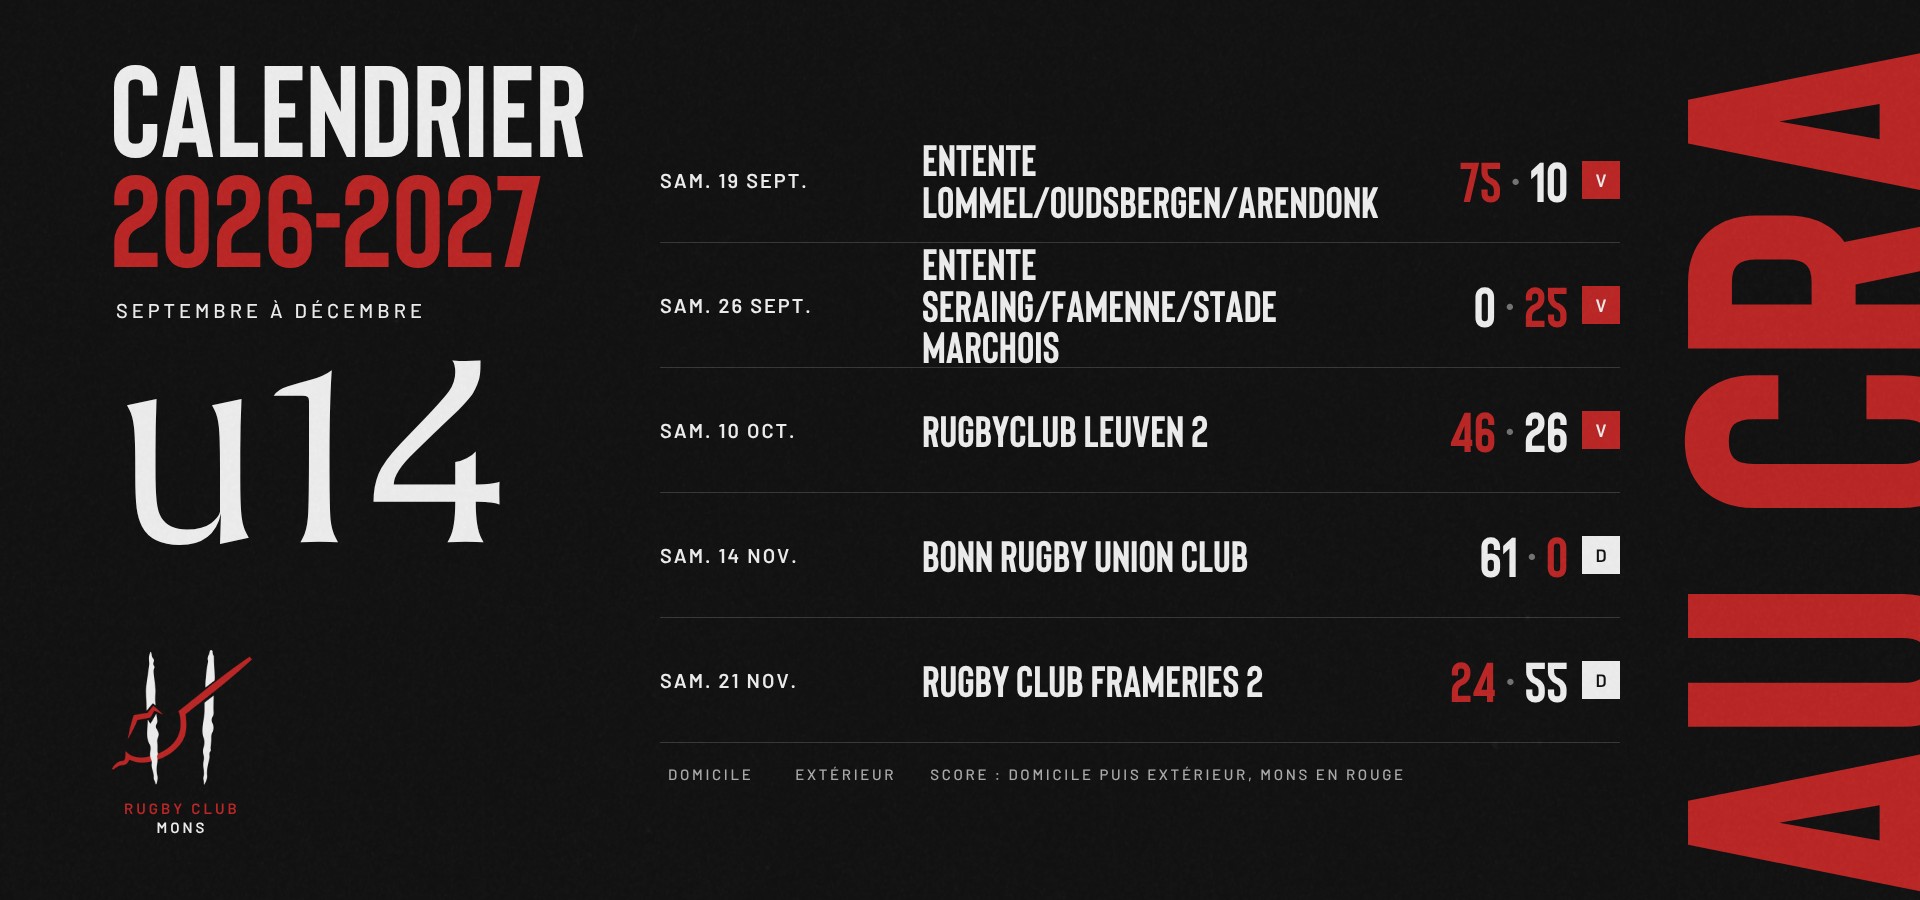 CALENDRIER
2026-2027
SEPTEMBRE À DÉCEMBRE
u14
RUGBY CLUB
MONS
SAM. 19 SEPT.
ENTENTE
LOMMEL/OUDSBERGEN/ARENDONK
75 • 10 V
SAM. 26 SEPT.
ENTENTE
SERAING/FAMENNE/STADE
MARCHOIS
0 • 25 V
SAM. 10 OCT.
RUGBYCLUB LEUVEN 2
46 • 26 V
SAM. 14 NOV.
BONN RUGBY UNION CLUB
61 • 0 D
SAM. 21 NOV.
RUGBY CLUB FRAMERIES 2
24 • 55 D
DOMICILE EXTÉRIEUR SCORE : DOMICILE PUIS EXTÉRIEUR, MONS EN ROUGE
AU CRA